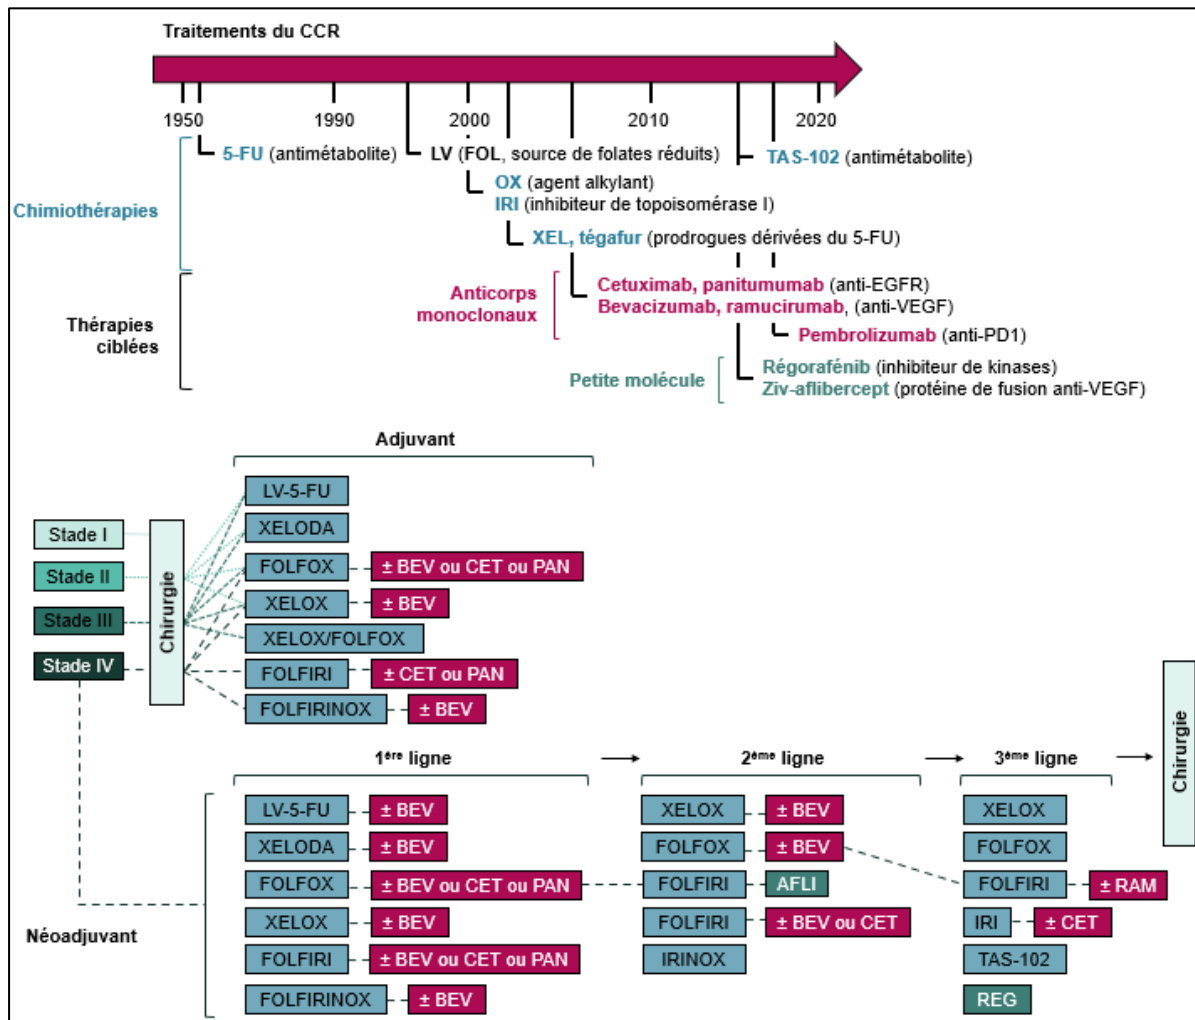 Traitements du CCR
1950 1990 2000 2010 2020
5-FU (antimétabolite) LV (FOL, source de folates réduits) TAS-102 (antimétabolite)
Chimiothérapies
OX (agent alkylant)
IRI (inhibiteur de topoisomérase I)
XEL, tégafur (prodrogues dérivées du 5-FU)
Thérapies
ciblées
Anticorps
monoclonaux
Cetuximab, panitumumab (anti-EGFR)
Bevacizumab, ramucirumab, (anti-VEGF)
Pembrolizumab (anti-PD1)
Petite molécule
Régorafénib (inhibiteur de kinases)
Ziv-aflibercept (protéine de fusion anti-VEGF)
Adjuvant
Stade I
Stade II
Stade III
Stade IV
Chirurgie
LV-5-FU
XELODA
FOLFOX ± BEV ou CET ou PAN
XELOX ± BEV
XELOX/FOLFOX
FOLFIRI ± CET ou PAN
FOLFIRINOX ± BEV
Néoadjuvant
1ère ligne
LV-5-FU ± BEV
XELODA ± BEV
FOLFOX ± BEV ou CET ou PAN
XELOX ± BEV
FOLFIRI ± BEV ou CET ou PAN
FOLFIRINOX ± BEV
2ème ligne
XELOX ± BEV
FOLFOX ± BEV
FOLFIRI AFLI
FOLFIRI ± BEV ou CET
IRINOX
3ème ligne
XELOX
FOLFOX
FOLFIRI ± RAM
IRI ± CET
TAS-102
REG
Chirurgie